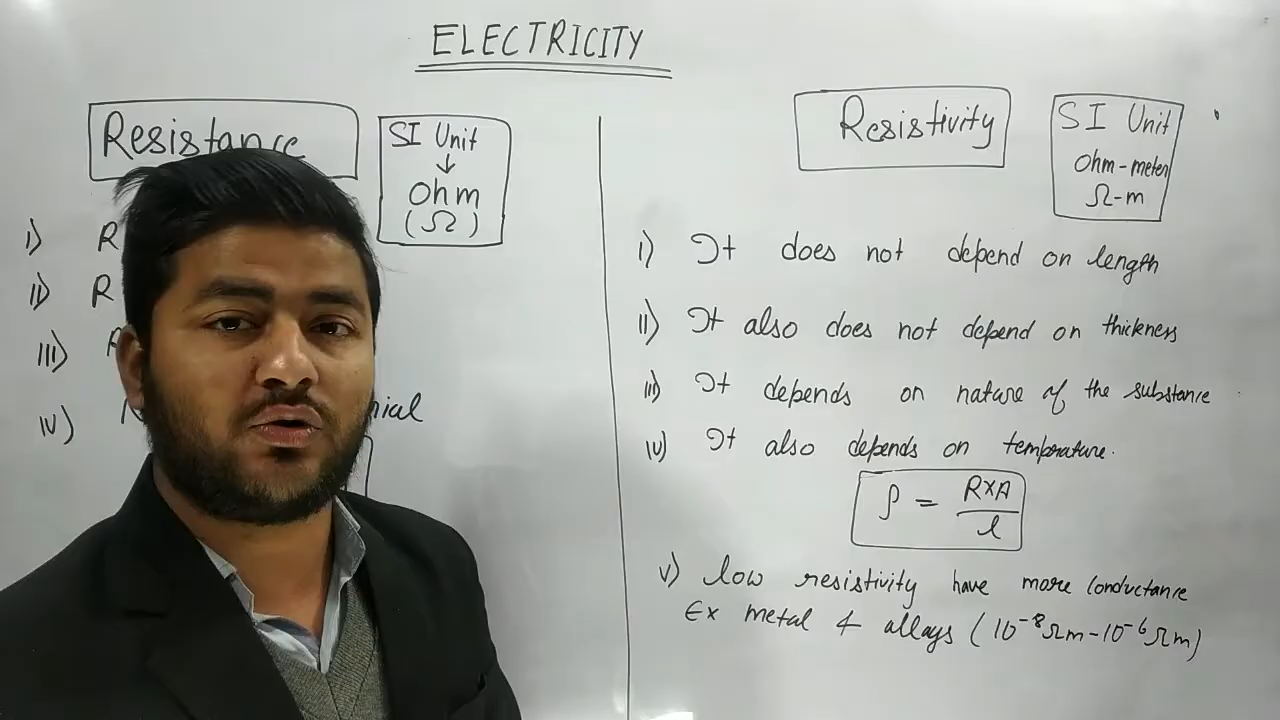 ELECTRICITY
Resistance
SI Unit
↓
Ohm
(Ω)
i) R
ii) R
iii)
iv)
Resistivity
SI Unit
Ohm-meter
Ω-m
i) It does not depend on length
ii) It also does not depend on thickness
iii) It depends on nature of the substance
iv) It also depends on temperature.
ρ = R×A / l
v) low resistivity have more conductance
Ex metal & alloys (10⁻⁸Ωm-10⁻⁶Ωm)